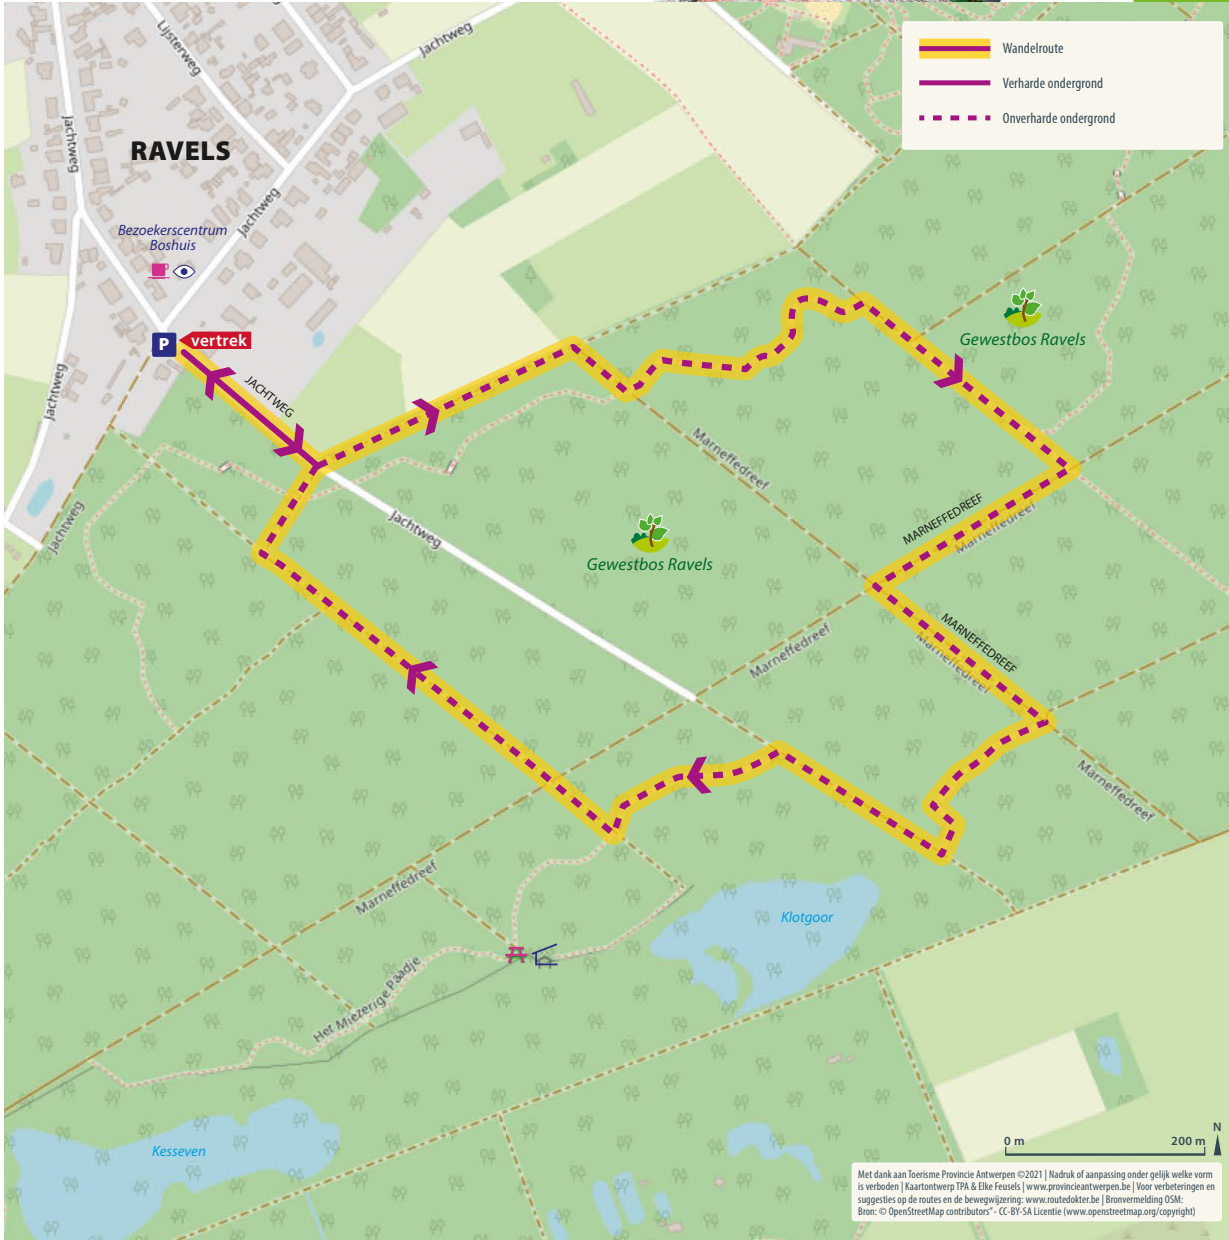 Wandelroute
Verharde ondergrond
Onverharde ondergrond
Lijsterweg
Jachtweg
Jachtweg
RAVELS
Jachtweg
Bezoekerscentrum
Boshuis
P
vertrek
Gewestbos Ravels
JACHTWEG
Jachtweg
Marneffedreef
Jachtweg
Jachtweg
MARNEFFEDREEF
Marneffedreef
Gewestbos Ravels
Marneffedreef
MARNEFFEDREEF
Marneffedreef
Marneffedreef
Marneffedreef
Klotgoor
Het Miezerige Paadje
Kesseven
0 m
200 m
N
Met dank aan Toerisme Provincie Antwerpen ©2021 | Nadruk of aanpassing onder gelijk welke vorm
is verboden | Kaartontwerp TPA & Elke Feusels | www.provincieantwerpen.be | Voor verbeteringen en
suggesties op de routes en de bewegwijzering: www.routedokter.be | Bronvermelding OSM:
Bron: © OpenStreetMap contributors" - CC-BY-SA Licentie (www.openstreetmap.org/copyright)